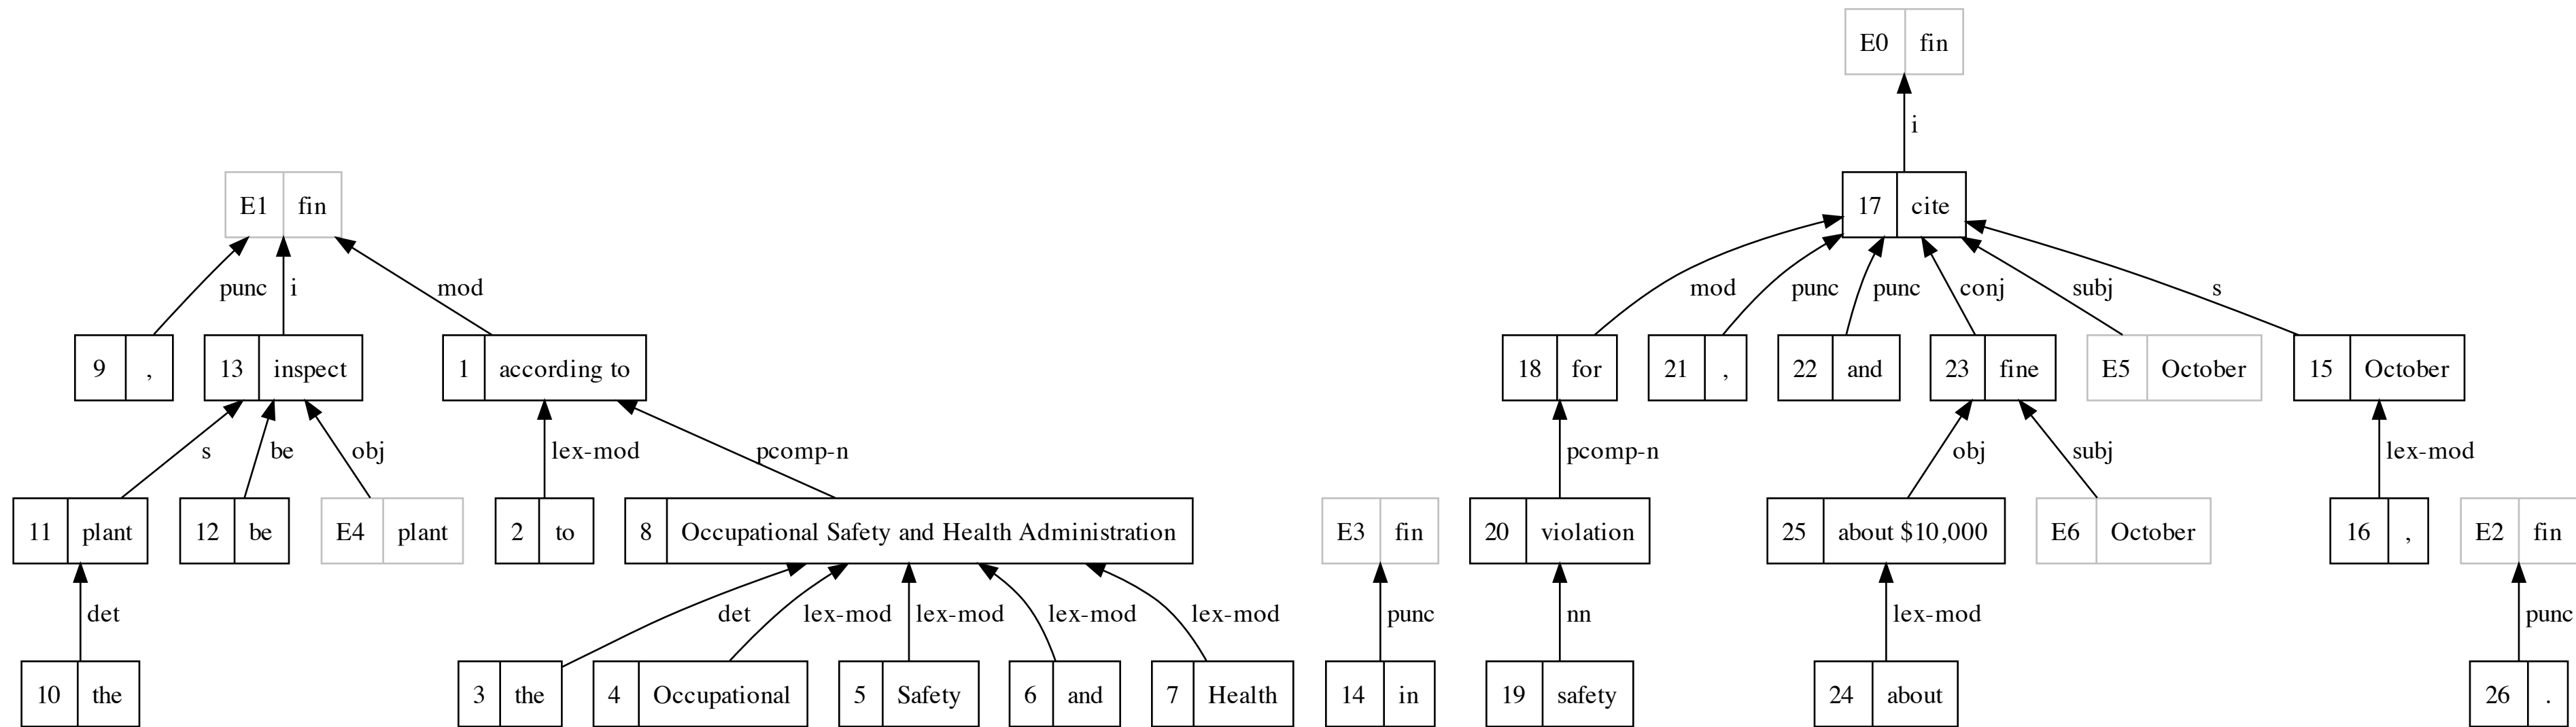 E0 fin
i
E1 fin
17 cite
punc i mod
mod punc punc conj subj s
9 ,
13 inspect
1 according to
18 for
21 ,
22 and
23 fine
E5 October
15 October
s be obj lex-mod pcomp-n
pcomp-n obj subj lex-mod
11 plant
12 be
E4 plant
2 to
8 Occupational Safety and Health Administration
E3 fin
20 violation
25 about $10,000
E6 October
16 ,
E2 fin
det det lex-mod lex-mod lex-mod lex-mod punc nn lex-mod punc
10 the
3 the
4 Occupational
5 Safety
6 and
7 Health
14 in
19 safety
24 about
26 .